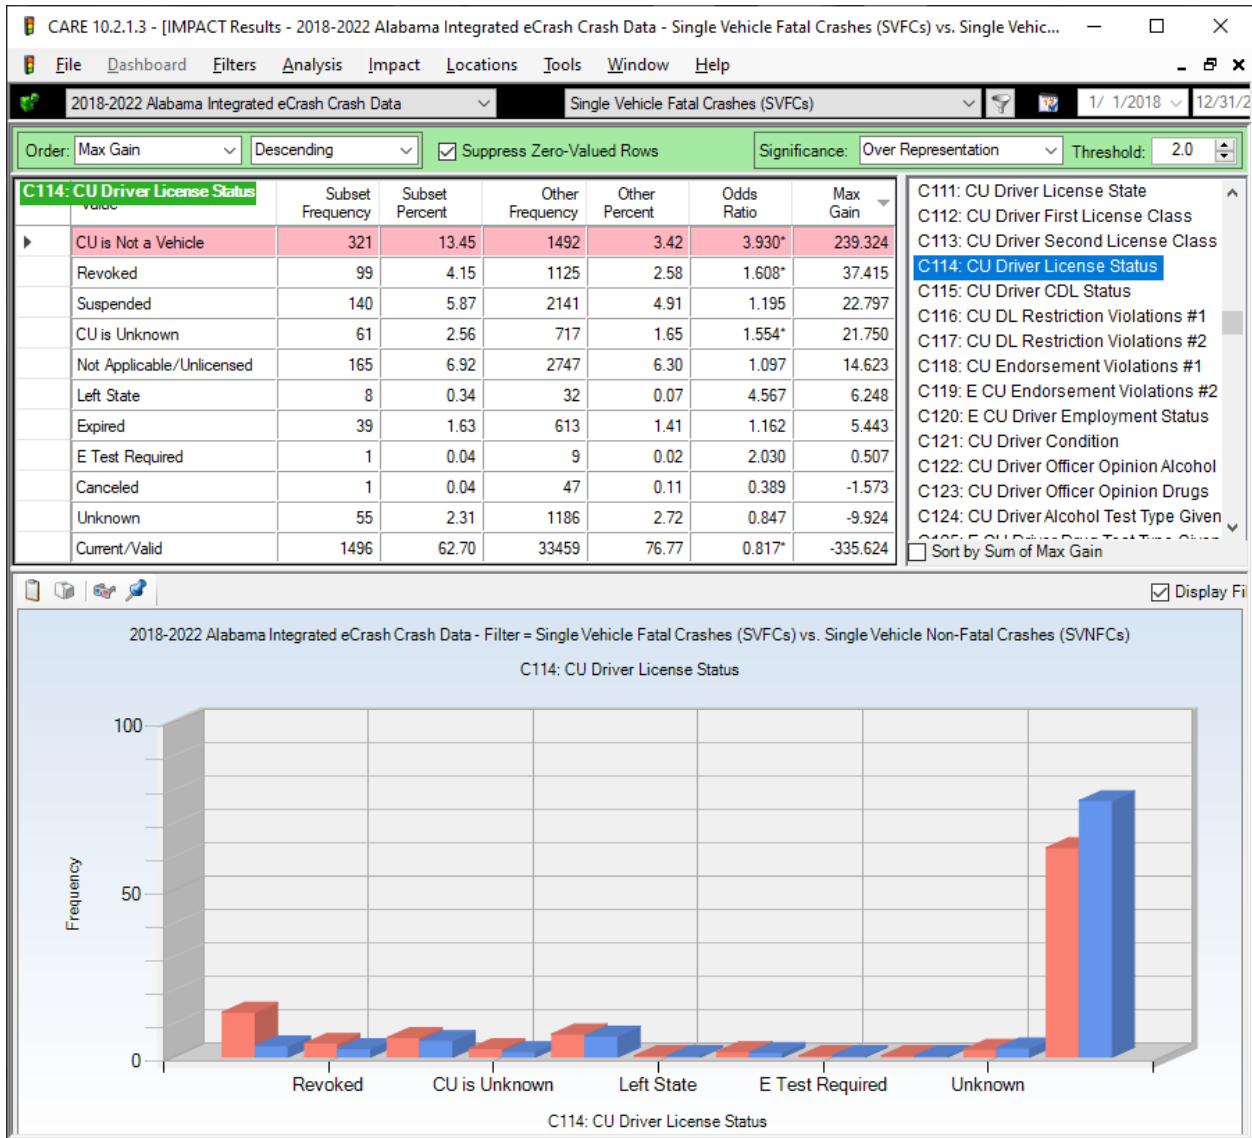 CARE 10.2.1.3 - [IMPACT Results - 2018-2022 Alabama Integrated eCrash Crash Data - Single Vehicle Fatal Crashes (SVFCs) vs. Single Vehic...
File Dashboard Filters Analysis Impact Locations Tools Window Help
2018-2022 Alabama Integrated eCrash Crash Data Single Vehicle Fatal Crashes (SVFCs) 1/ 1/2018 12/31/2
Order: Max Gain Descending Suppress Zero-Valued Rows Significance: Over Representation Threshold: 2.0
C114: CU Driver License Status Subset Frequency Subset Percent Other Frequency Other Percent Odds Ratio Max Gain
CU is Not a Vehicle 321 13.45 1492 3.42 3.930* 239.324
Revoked 99 4.15 1125 2.58 1.608* 37.415
Suspended 140 5.87 2141 4.91 1.195 22.797
CU is Unknown 61 2.56 717 1.65 1.554* 21.750
Not Applicable/Unlicensed 165 6.92 2747 6.30 1.097 14.623
Left State 8 0.34 32 0.07 4.567 6.248
Expired 39 1.63 613 1.41 1.162 5.443
E Test Required 1 0.04 9 0.02 2.030 0.507
Canceled 1 0.04 47 0.11 0.389 -1.573
Unknown 55 2.31 1186 2.72 0.847 -9.924
Current/Valid 1496 62.70 33459 76.77 0.817* -335.624
C111: CU Driver License State
C112: CU Driver First License Class
C113: CU Driver Second License Class
C114: CU Driver License Status
C115: CU Driver CDL Status
C116: CU DL Restriction Violations #1
C117: CU DL Restriction Violations #2
C118: CU Endorsement Violations #1
C119: E CU Endorsement Violations #2
C120: E CU Driver Employment Status
C121: CU Driver Condition
C122: CU Driver Officer Opinion Alcohol
C123: CU Driver Officer Opinion Drugs
C124: CU Driver Alcohol Test Type Given
Sort by Sum of Max Gain
Display Fi
2018-2022 Alabama Integrated eCrash Crash Data - Filter = Single Vehicle Fatal Crashes (SVFCs) vs. Single Vehicle Non-Fatal Crashes (SVNFCs)
C114: CU Driver License Status
100
50
0
Frequency
Revoked CU is Unknown Left State E Test Required Unknown
C114: CU Driver License Status